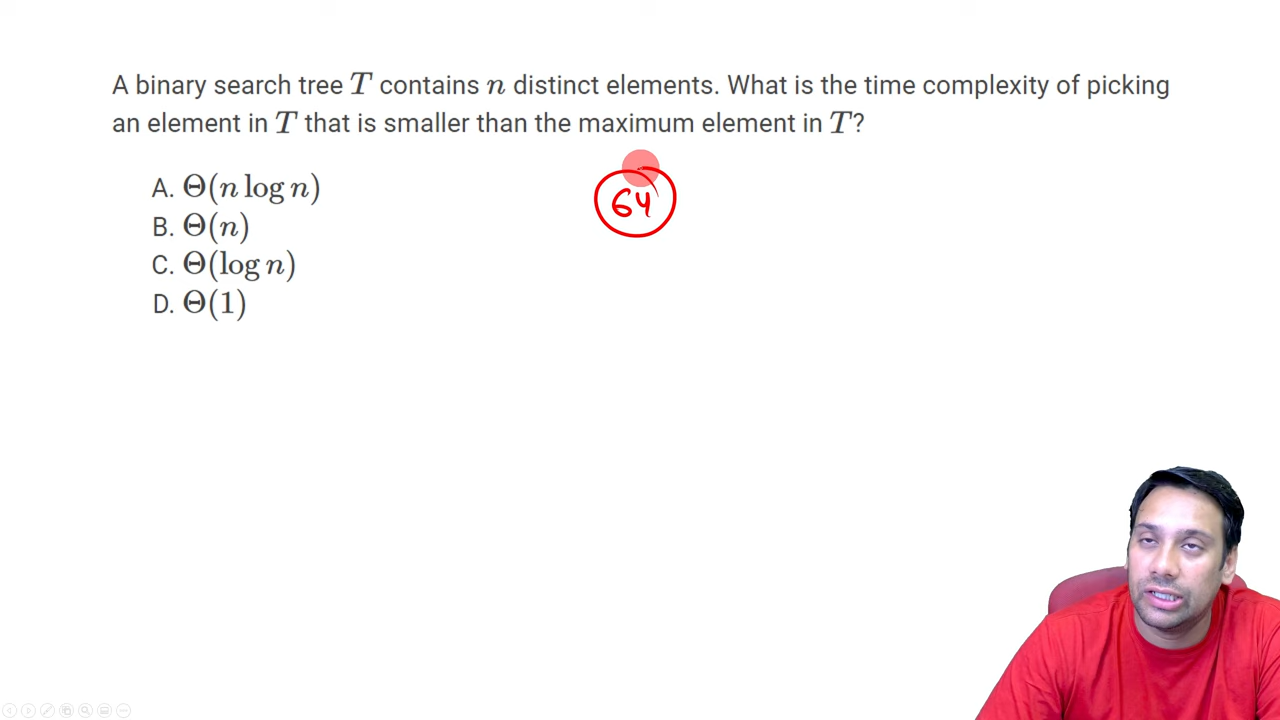 A binary search tree T contains n distinct elements. What is the time complexity of picking
an element in T that is smaller than the maximum element in T?
A. Θ(n log n)
B. Θ(n)
C. Θ(log n)
D. Θ(1)
64